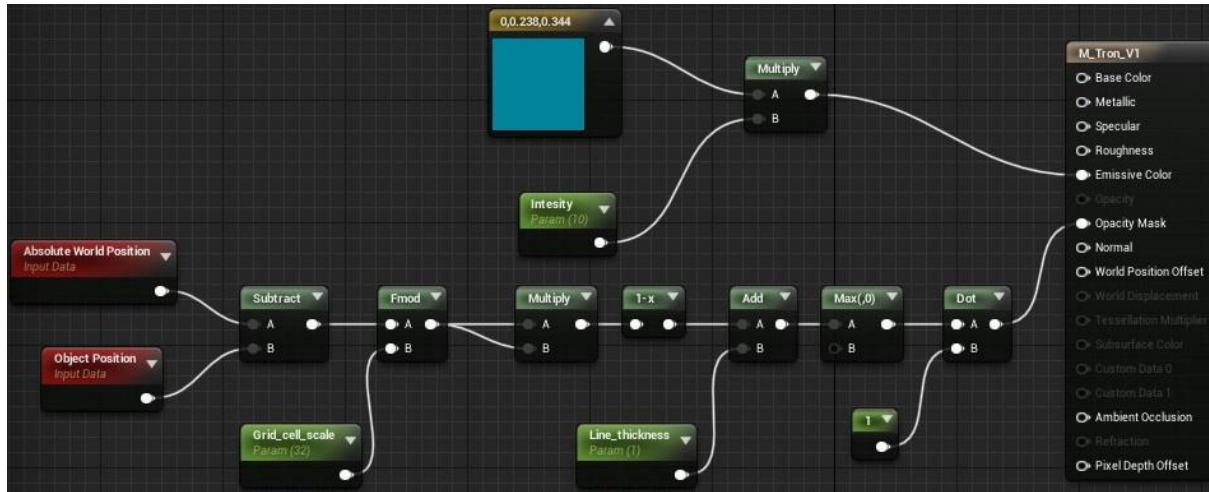 0,0.238,0.344
M_Tron_V1
Multiply
Base Color
A
Metallic
B
Specular
Roughness
Emissive Color
Intesity
Param (10)
Opacity
Opacity Mask
Normal
Absolute World Position
Input Data
World Position Offset
Subtract
Fmod
Multiply
1-x
Add
Max(,0)
Dot
World Displacement
A
A
A
A
A
A
Tessellation Multiplier
B
B
B
B
B
B
Subsurface Color
Object Position
Input Data
Custom Data 0
Custom Data 1
1
Ambient Occlusion
Grid_cell_scale
Param (32)
Line_thickness
Param (1)
Refraction
Pixel Depth Offset